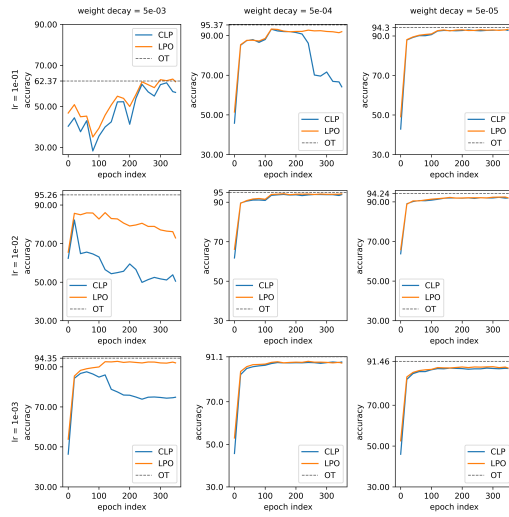 weight decay = 5e-03
weight decay = 5e-04
weight decay = 5e-05
lr = 1e-01
accuracy
90.00
62.37
50.00
30.00
0 100 200 300
epoch index
CLP
LPO
OT
accuracy
95.37
90.00
70.00
50.00
30.00
0 100 200 300
epoch index
CLP
LPO
OT
accuracy
94.3
90.00
70.00
50.00
30.00
0 100 200 300
epoch index
CLP
LPO
OT
lr = 1e-02
accuracy
95.26
90.00
70.00
50.00
30.00
0 100 200 300
epoch index
CLP
LPO
OT
accuracy
95
90
70
50
30
0 100 200 300
epoch index
CLP
LPO
OT
accuracy
94.24
90.00
70.00
50.00
30.00
0 100 200 300
epoch index
CLP
LPO
OT
lr = 1e-03
accuracy
94.35
90.00
70.00
50.00
30.00
0 100 200 300
epoch index
CLP
LPO
OT
accuracy
91.1
70.0
50.0
30.0
0 100 200 300
epoch index
CLP
LPO
OT
accuracy
91.46
70.00
50.00
30.00
0 100 200 300
epoch index
CLP
LPO
OT